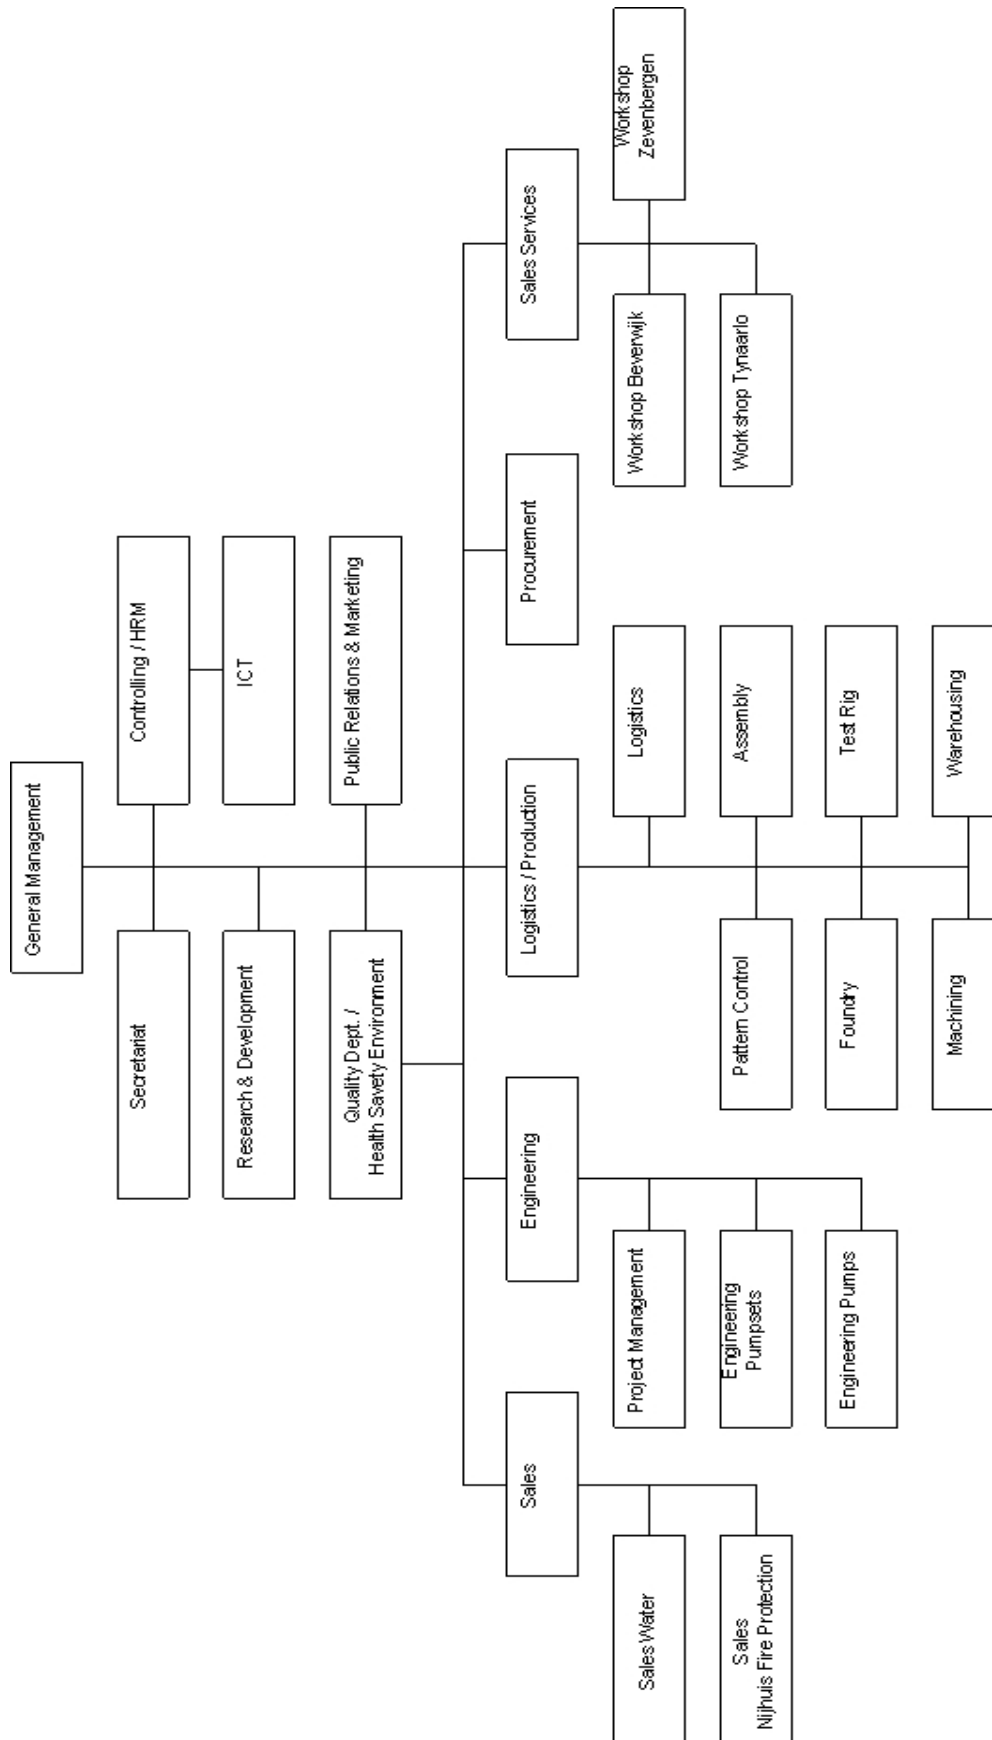 General Management
Secretariat
Controlling / HRM
Research & Development
ICT
Quality Dept. /
Health Savety Environment
Public Relations & Marketing
Sales
Engineering
Logistics / Production
Procurement
Sales Services
Sales Water
Sales
Nijhuis Fire Protection
Project Management
Engineering
Pumpsets
Engineering Pumps
Logistics
Pattern Control
Assembly
Foundry
Test Rig
Machining
Warehousing
Workshop Beverwijk
Workshop
Zevenbergen
Workshop Tynaarlo